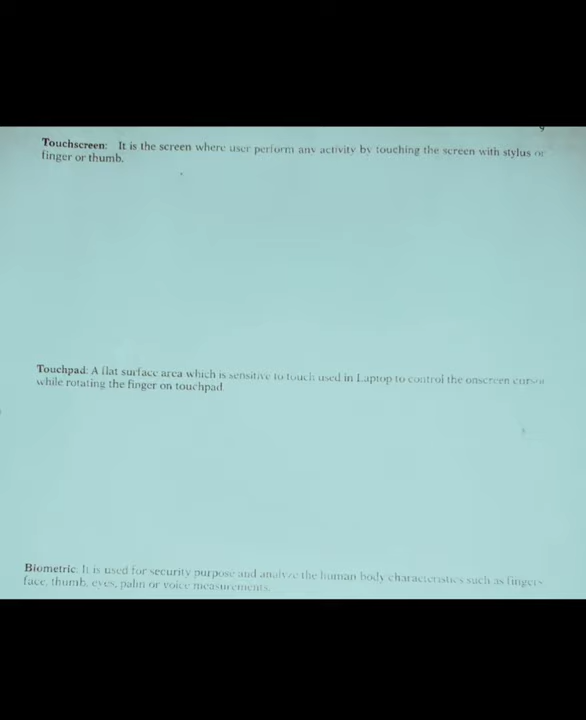 9
Touchscreen: It is the screen where user perform any activity by touching the screen with stylus or
finger or thumb.
Touchpad: A flat surface area which is sensitive to touch used in Laptop to control the onscreen cursor
while rotating the finger on touchpad.
Biometric: It is used for security purpose and analyze the human body characteristics such as fingers,
face, thumb, eyes, palm or voice measurements.